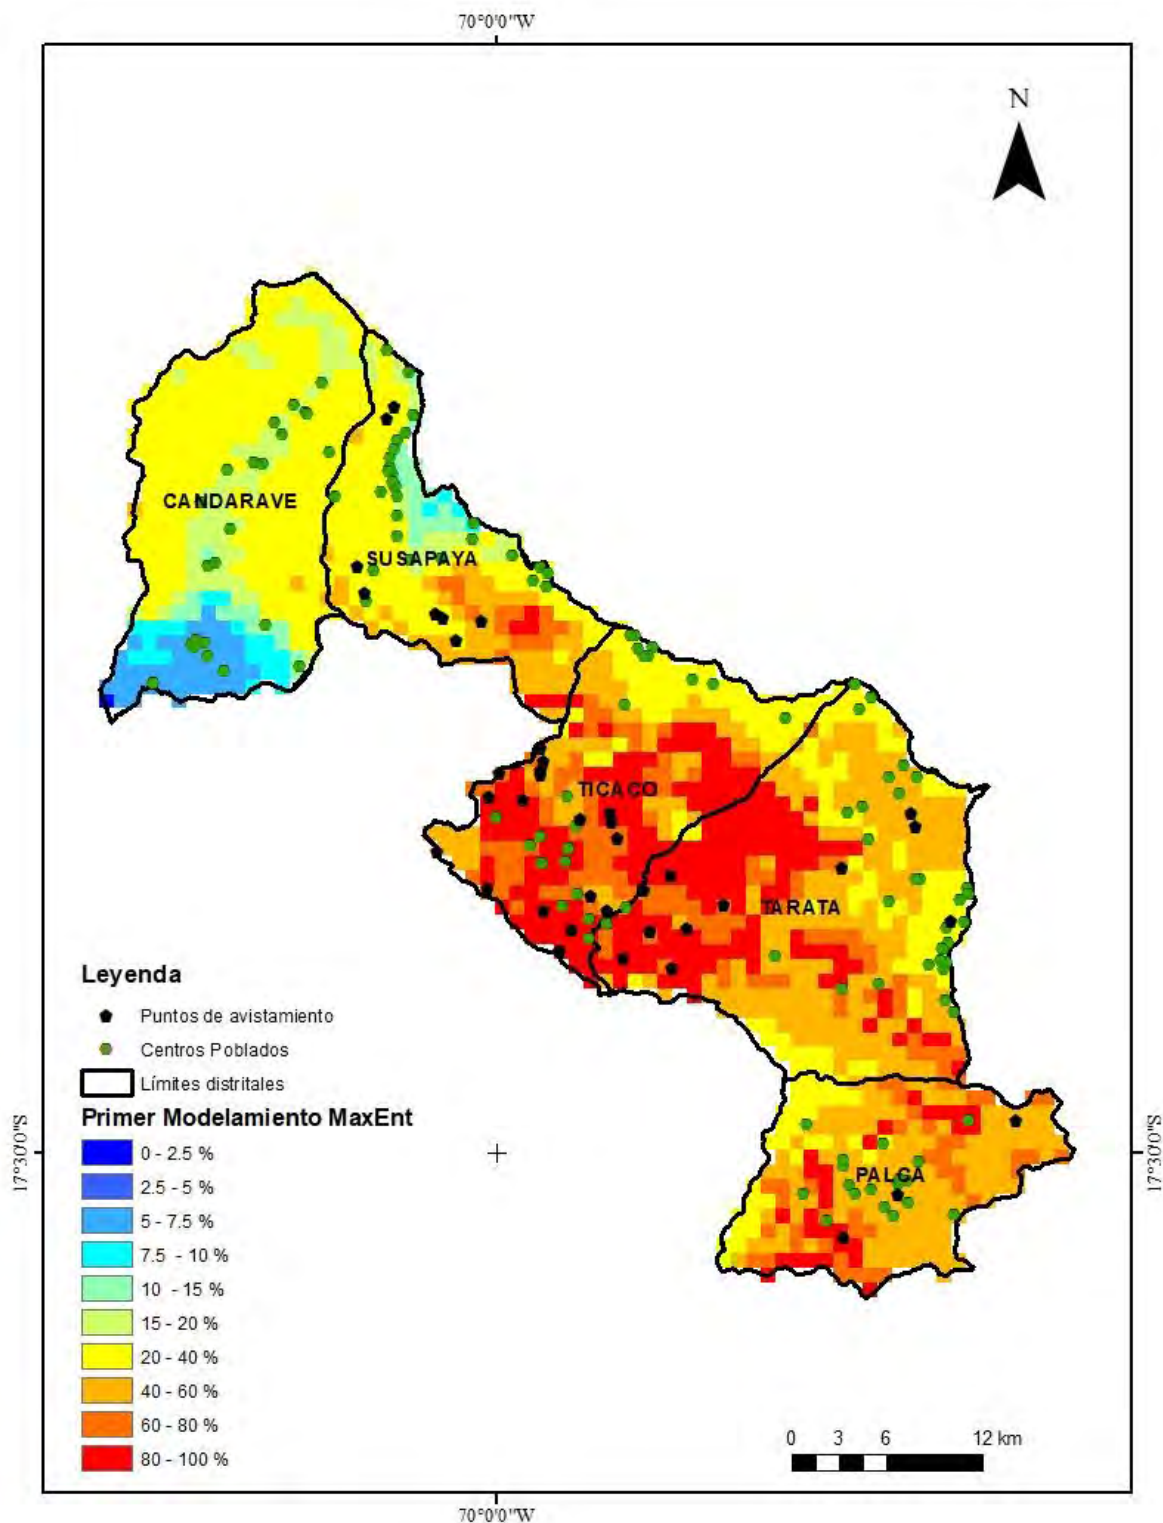 70°0'0"W
N
CANDARAVE
SUSAPAYA
TICACO
TARATA
Leyenda
Puntos de avistamiento
Centros Poblados
Límites distritales
Primer Modelamiento MaxEnt
17°30'0"S
17°30'0"S
0 - 2.5 %
2.5 - 5 %
PALCA
5 - 7.5 %
7.5 - 10 %
10 - 15 %
15 - 20 %
20 - 40 %
40 - 60 %
60 - 80 %
80 - 100 %
0 3 6 12 km
70°0'0"W